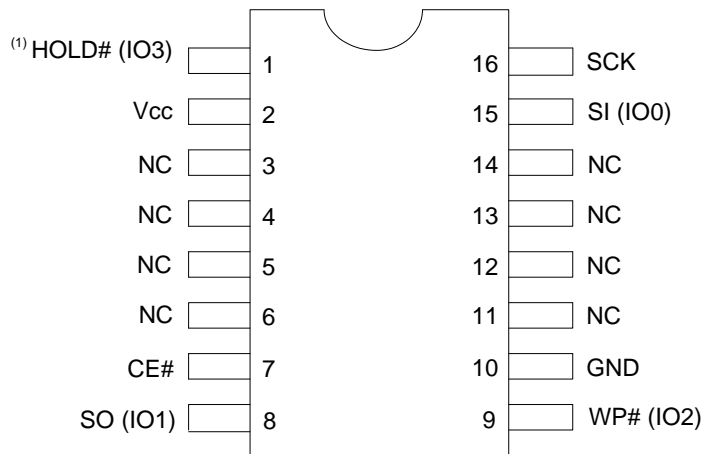 (1) HOLD# (IO3) 1 16 SCK
Vcc 2 15 SI (IO0)
NC 3 14 NC
NC 4 13 NC
NC 5 12 NC
NC 6 11 NC
CE# 7 10 GND
SO (IO1) 8 9 WP# (IO2)